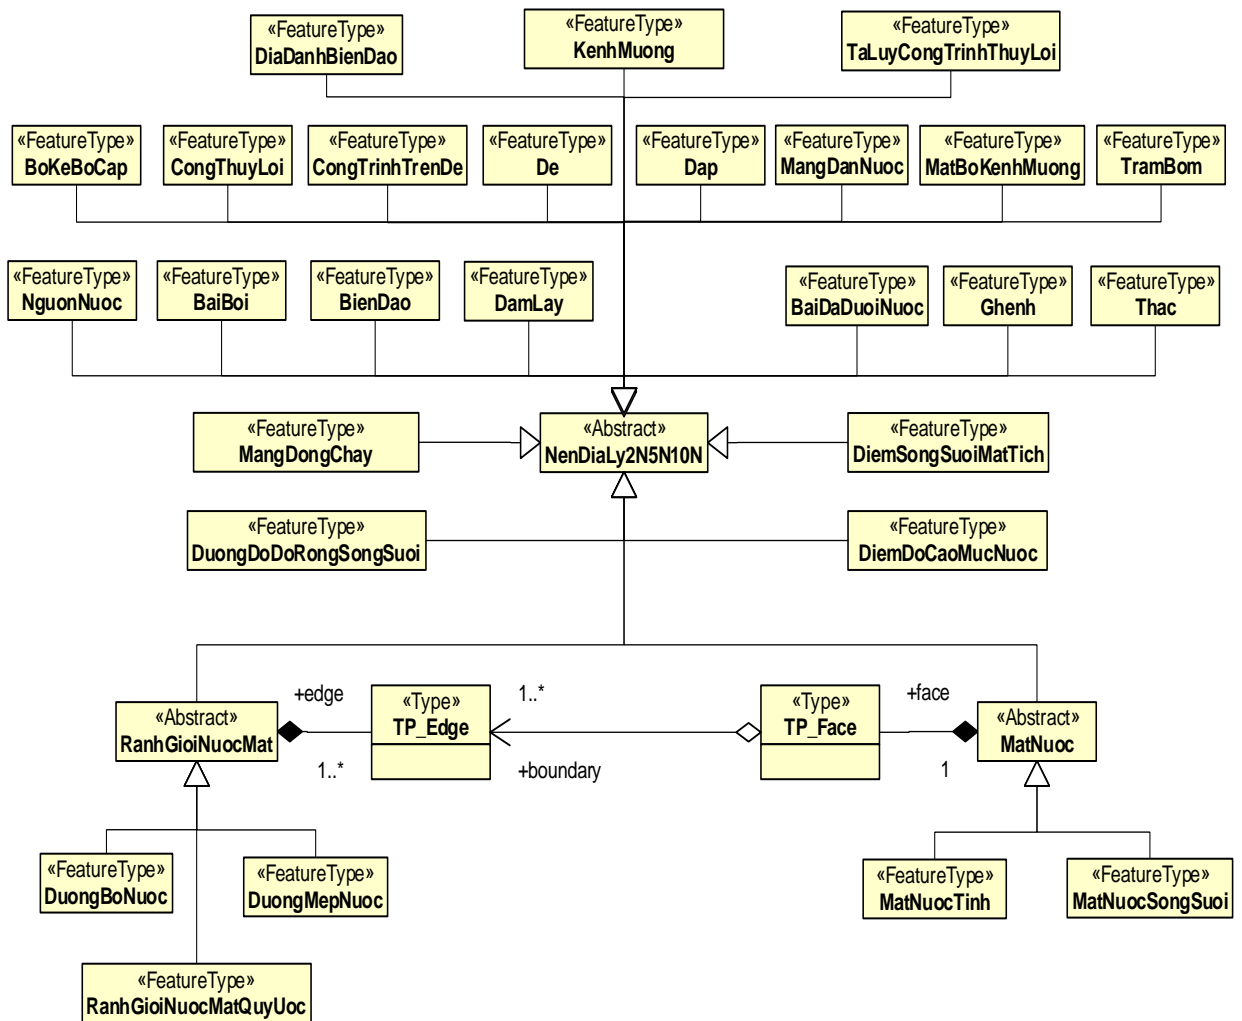 «FeatureType»
DiaDanhBienDao
«FeatureType»
KenhMuong
«FeatureType»
TaLuyCongTrinhThuyLoi
«FeatureType»
BoKeBoCap
«FeatureType»
CongThuyLoi
«FeatureType»
CongTrinhTrenDe
«FeatureType»
De
«FeatureType»
Dap
«FeatureType»
MangDanNuoc
«FeatureType»
MatBoKenhMuong
«FeatureType»
TramBom
«FeatureType»
NguonNuoc
«FeatureType»
BaiBoi
«FeatureType»
BienDao
«FeatureType»
DamLay
«FeatureType»
BaiDaDuoiNuoc
«FeatureType»
Ghenh
«FeatureType»
Thac
«FeatureType»
MangDongChay
«Abstract»
NenDiaLy2N5N10N
«FeatureType»
DiemSongSuoiMatTich
«FeatureType»
DuongDoDoRongSongSuoi
«FeatureType»
DiemDoCaoMucNuoc
«Abstract»
RanhGioiNuocMat
+edge
1..*
«Type»
TP_Edge
1..*
+boundary
«Type»
TP_Face
+face
1
«Abstract»
MatNuoc
«FeatureType»
DuongBoNuoc
«FeatureType»
DuongMepNuoc
«FeatureType»
MatNuocTinh
«FeatureType»
MatNuocSongSuoi
«FeatureType»
RanhGioiNuocMatQuyUoc